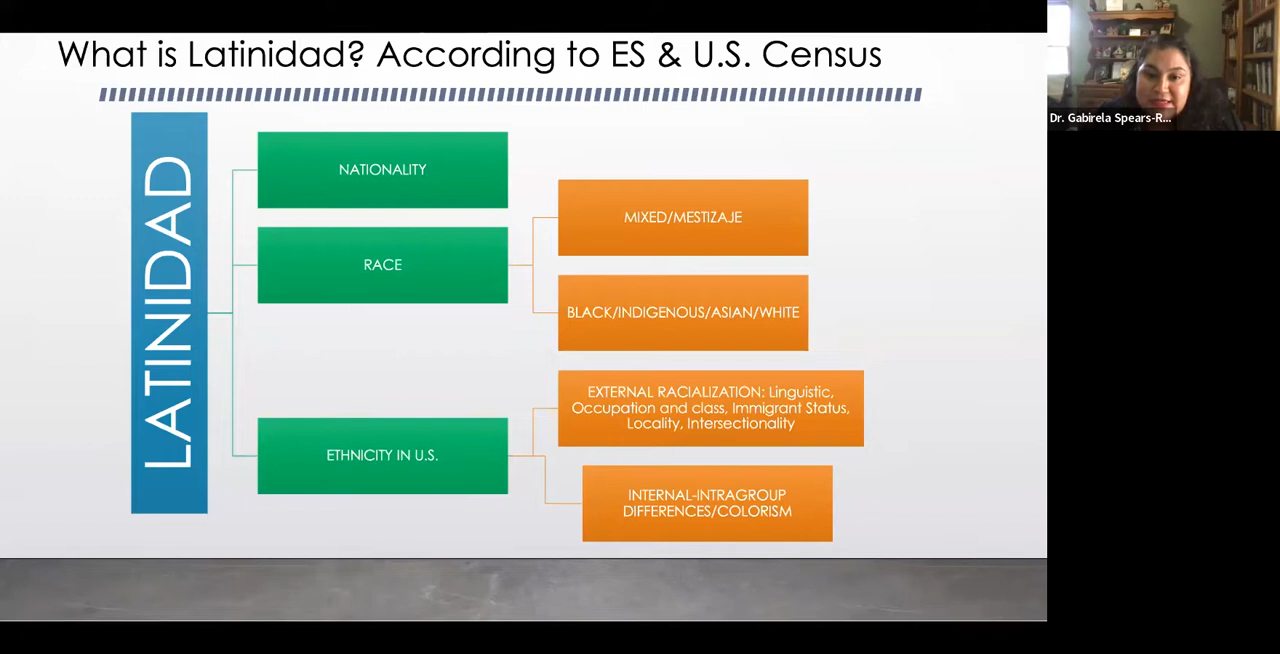 What is Latinidad? According to ES & U.S. Census
Dr. Gabirela Spears-R...
LATINIDAD
NATIONALITY
RACE
ETHNICITY IN U.S.
MIXED/MESTIZAJE
BLACK/INDIGENOUS/ASIAN/WHITE
EXTERNAL RACIALIZATION: Linguistic,
Occupation and class, Immigrant Status,
Locality, Intersectionality
INTERNAL-INTRAGROUP
DIFFERENCES/COLORISM